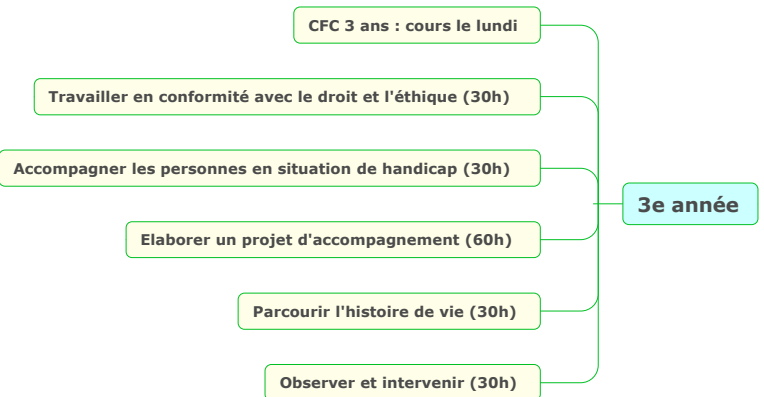 CFC 3 ans : cours le lundi
Travailler en conformité avec le droit et l'éthique (30h)
Accompagner les personnes en situation de handicap (30h)
3e année
Elaborer un projet d'accompagnement (60h)
Parcourir l'histoire de vie (30h)
Observer et intervenir (30h)